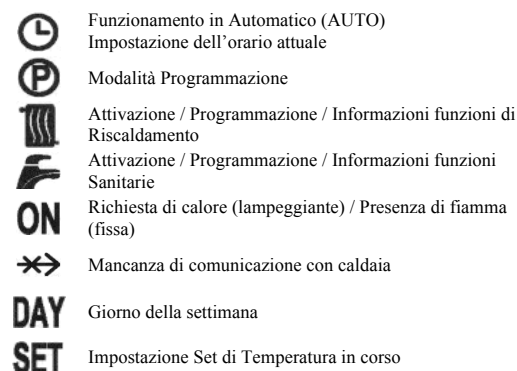 Funzionamento in Automatico (AUTO)
Impostazione dell'orario attuale
P Modalità Programmazione
Attivazione / Programmazione / Informazioni funzioni di
Riscaldamento
Attivazione / Programmazione / Informazioni funzioni
Sanitarie
ON Richiesta di calore (lampeggiante) / Presenza di fiamma
(fissa)
Mancanza di comunicazione con caldaia
DAY Giorno della settimana
SET Impostazione Set di Temperatura in corso